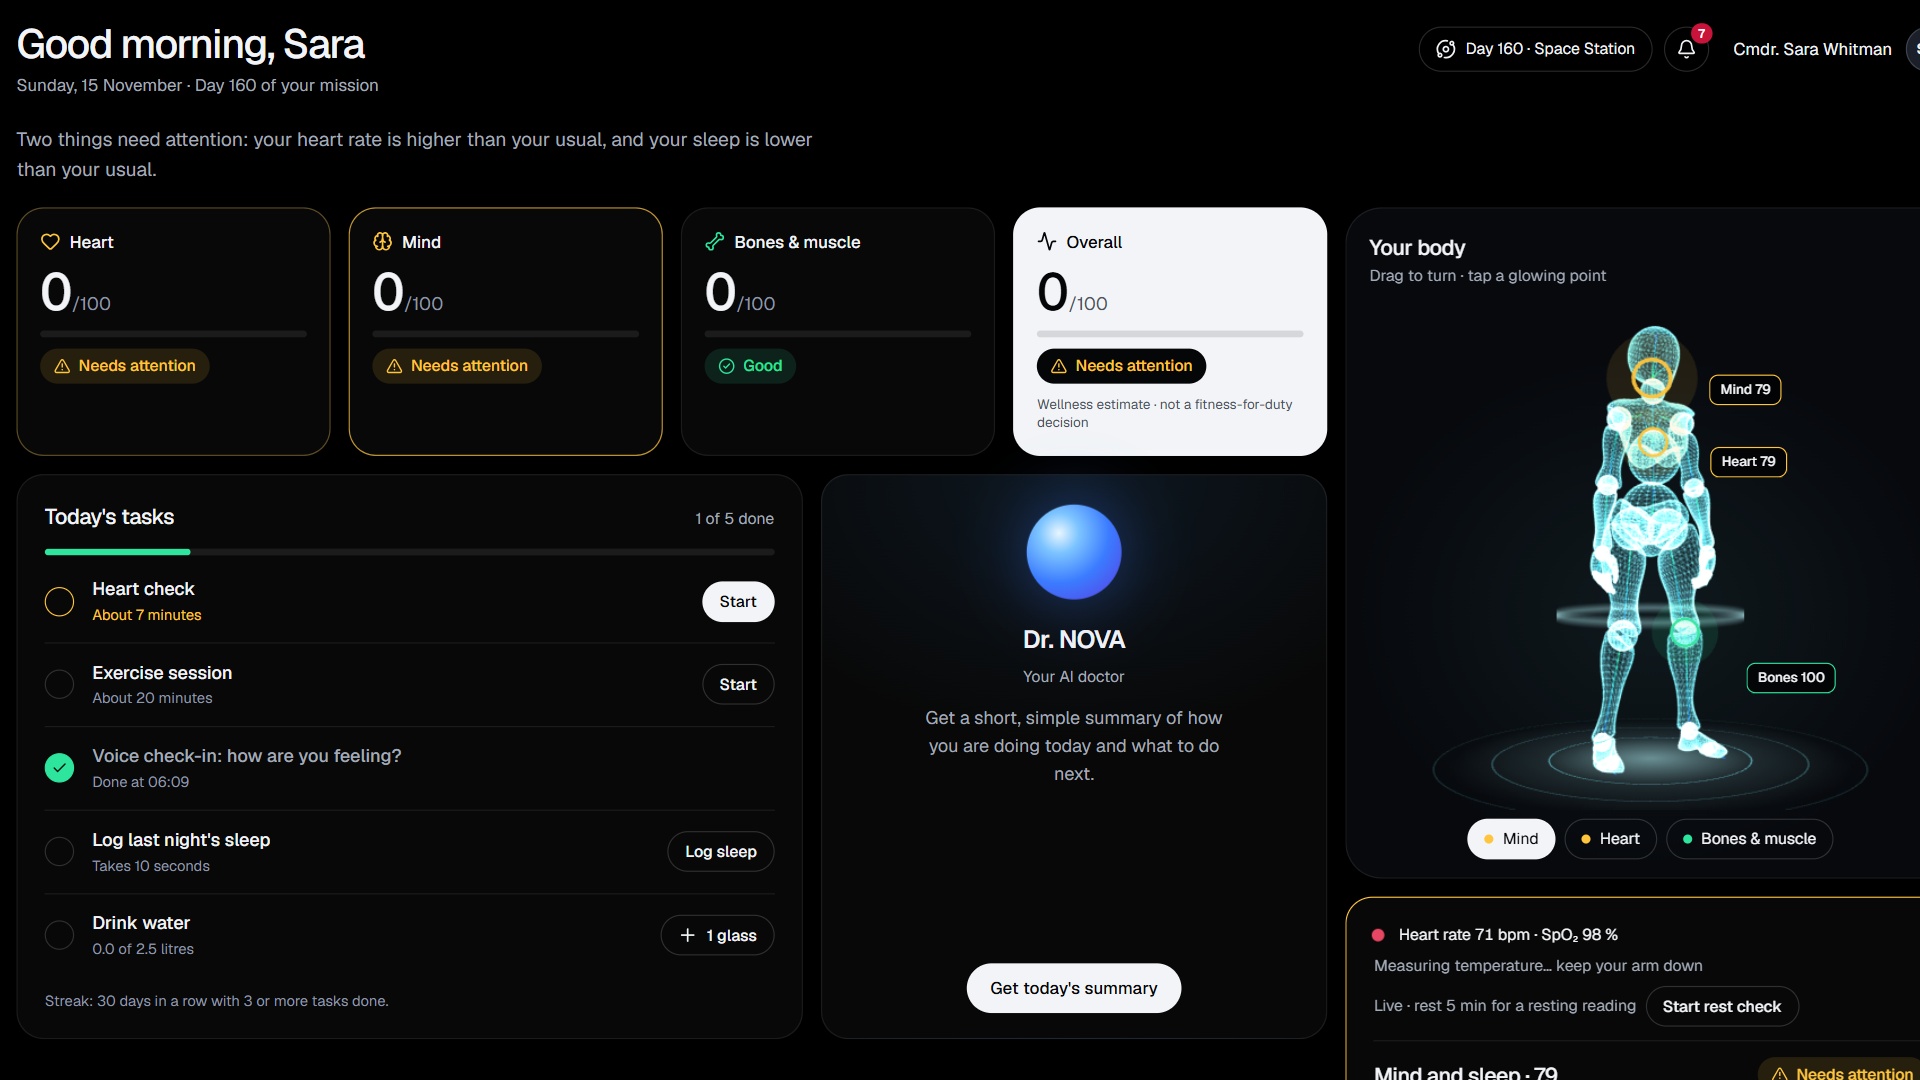 Good morning, Sara
Sunday, 15 November · Day 160 of your mission
Day 160 · Space Station
7
Cmdr. Sara Whitman
Two things need attention: your heart rate is higher than your usual, and your sleep is lower
than your usual.
Heart
0/100
Needs attention
Mind
0/100
Needs attention
Bones & muscle
0/100
Good
Overall
0/100
Needs attention
Wellness estimate · not a fitness-for-duty
decision
Today's tasks
1 of 5 done
Heart check
About 7 minutes
Start
Exercise session
About 20 minutes
Start
Voice check-in: how are you feeling?
Done at 06:09
Log last night's sleep
Takes 10 seconds
Log sleep
Drink water
0.0 of 2.5 litres
1 glass
Streak: 30 days in a row with 3 or more tasks done.
Dr. NOVA
Your AI doctor
Get a short, simple summary of how
you are doing today and what to do
next.
Get today's summary
Your body
Drag to turn · tap a glowing point
Mind 79
Heart 79
Bones 100
Mind
Heart
Bones & muscle
Heart rate 71 bpm · SpO₂ 98 %
Measuring temperature... keep your arm down
Live · rest 5 min for a resting reading
Start rest check
Mind and sleep · 79
Needs attention